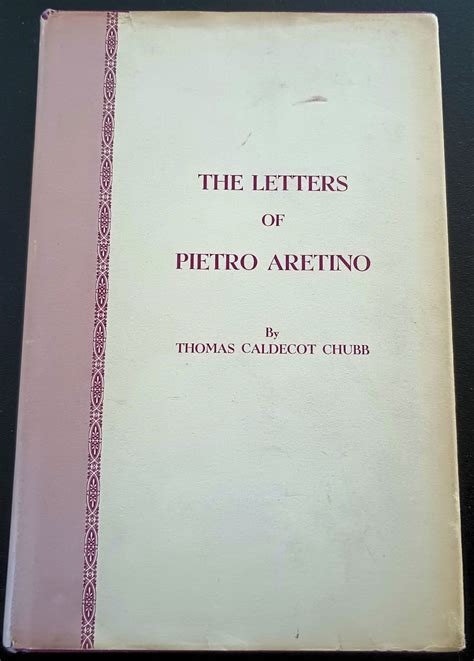 THE LETTERS
OF
PIETRO ARETINO
By
THOMAS CALDECOT CHUBB